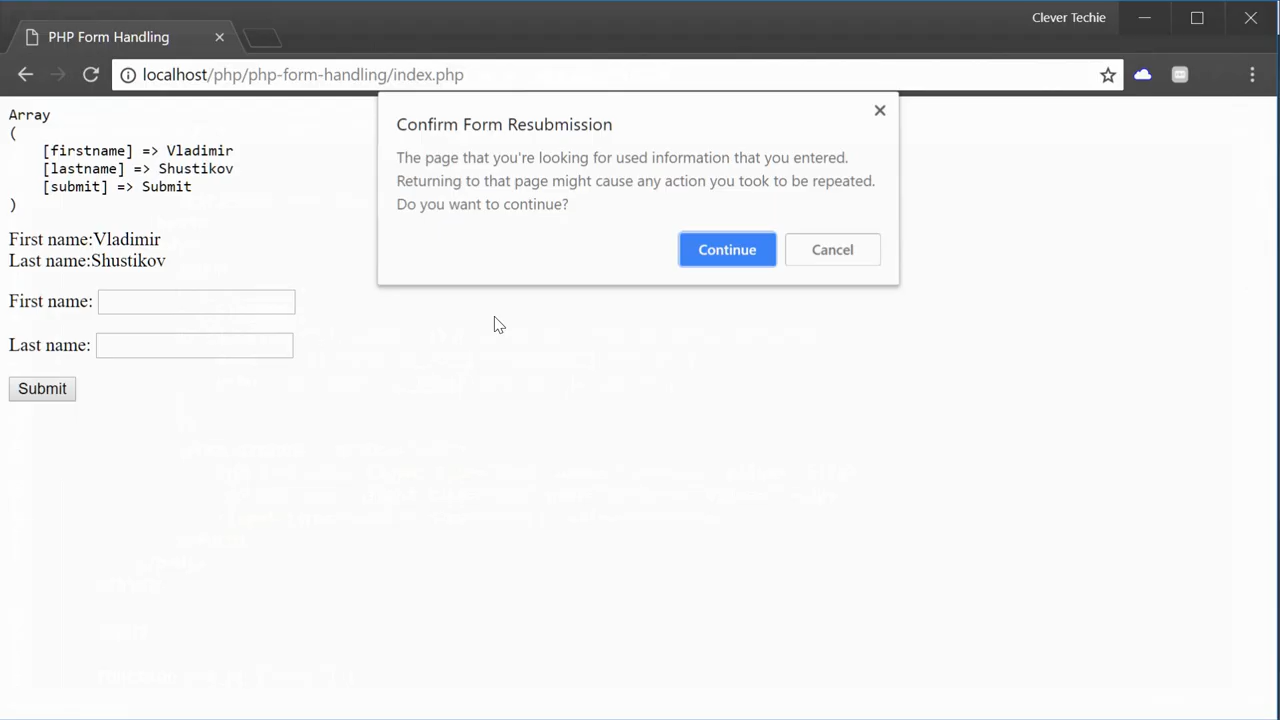 Clever Techie
PHP Form Handling
localhost/php/php-form-handling/index.php
Array
(
[firstname] => Vladimir
[lastname] => Shustikov
[submit] => Submit
)
First name:Vladimir
Last name:Shustikov
First name:
Last name:
Submit
Confirm Form Resubmission
The page that you're looking for used information that you entered.
Returning to that page might cause any action you took to be repeated.
Do you want to continue?
Continue Cancel